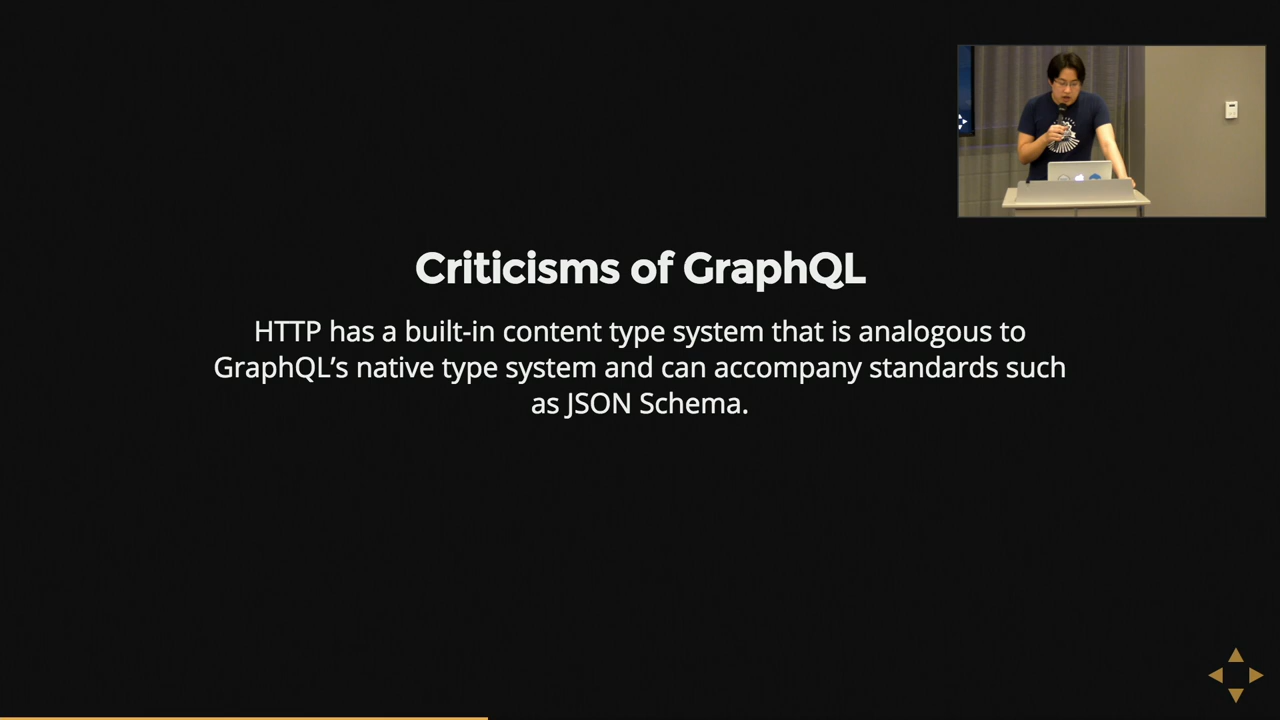 Criticisms of GraphQL
HTTP has a built-in content type system that is analogous to
GraphQL’s native type system and can accompany standards such
as JSON Schema.